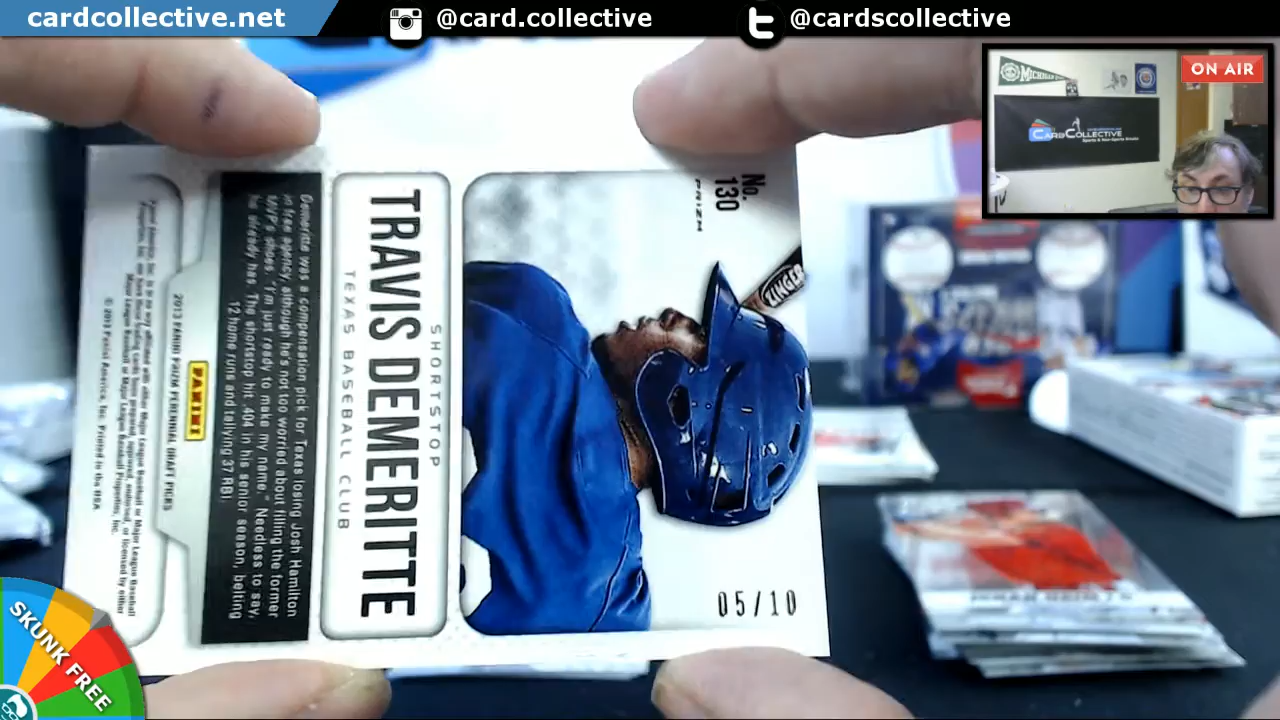 cardcollective.net
@card.collective
@cardscollective
ON AIR
MICHIGAN
CARDCOLLECTIVE
No.
130
PRIZM
LINGER
05/10
SHORTSTOP
TRAVIS DEMERITTE
TEXAS BASEBALL CLUB
Demeritte was a compensation pick for Texas losing Josh Hamilton
in free agency, although he's not too worried about filling the former
MVP's shoes. "I'm just ready to make my name." Needless to say,
he already has. The shortstop hit .404 in his senior season, belting
12 home runs and tallying 37 RBI.
PANINI
2013 PANINI PRIZM PERENNIAL DRAFT PICKS
© 2013 Panini America, Inc. Printed in the USA
SKUNK FREE